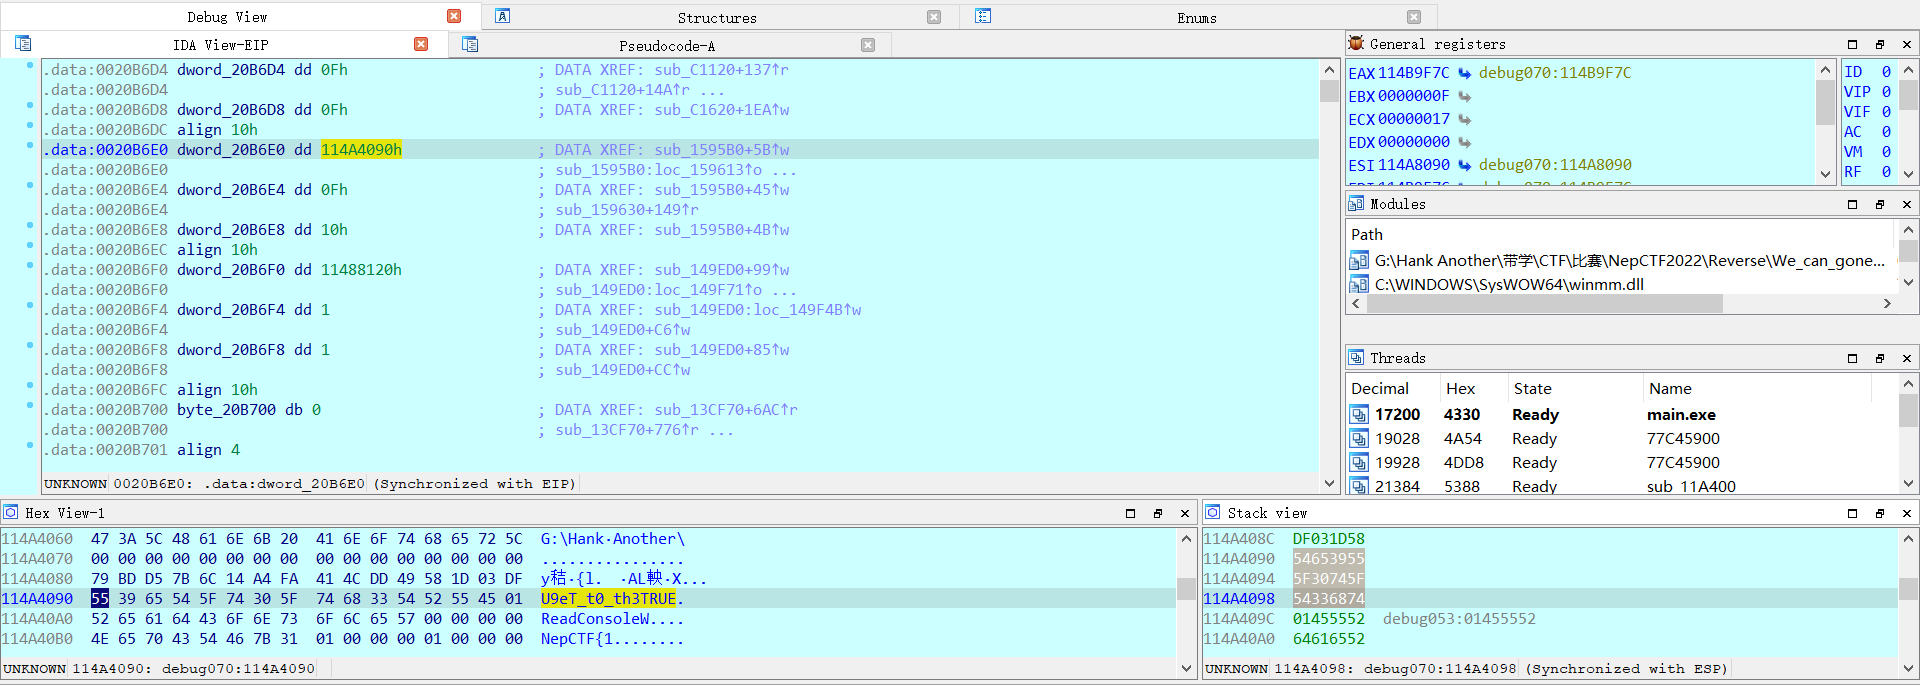 Debug View
Structures
Enums
IDA View-EIP
Pseudocode-A
.data:0020B6D4 dword_20B6D4 dd 0Fh ; DATA XREF: sub_C1120+137↑r
.data:0020B6D4 ; sub_C1120+14A↑r ...
.data:0020B6D8 dword_20B6D8 dd 0Fh ; DATA XREF: sub_C1620+1EA↑w
.data:0020B6DC align 10h
.data:0020B6E0 dword_20B6E0 dd 114A4090h ; DATA XREF: sub_1595B0+5B↑w
.data:0020B6E0 ; sub_1595B0:loc_159613↑o ...
.data:0020B6E4 dword_20B6E4 dd 0Fh ; DATA XREF: sub_1595B0+45↑w
.data:0020B6E4 ; sub_159630+149↑r
.data:0020B6E8 dword_20B6E8 dd 10h ; DATA XREF: sub_1595B0+4B↑w
.data:0020B6EC align 10h
.data:0020B6F0 dword_20B6F0 dd 11488120h ; DATA XREF: sub_149ED0+99↑w
.data:0020B6F0 ; sub_149ED0:loc_149F71↑o ...
.data:0020B6F4 dword_20B6F4 dd 1 ; DATA XREF: sub_149ED0:loc_149F4B↑w
.data:0020B6F4 ; sub_149ED0+C6↑w
.data:0020B6F8 dword_20B6F8 dd 1 ; DATA XREF: sub_149ED0+85↑w
.data:0020B6F8 ; sub_149ED0+CC↑w
.data:0020B6FC align 10h
.data:0020B700 byte_20B700 db 0 ; DATA XREF: sub_13CF70+6AC↑r
.data:0020B700 ; sub_13CF70+776↑r ...
.data:0020B701 align 4
UNKNOWN 0020B6E0: .data:dword_20B6E0 (Synchronized with EIP)
General registers
EAX 114B9F7C debug070:114B9F7C
EBX 0000000F
ECX 00000017
EDX 00000000
ESI 114A8090 debug070:114A8090
ID 0
VIP 0
VIF 0
AC 0
VM 0
RF 0
Modules
Path
G:\Hank Another\带学\CTF\比赛\NepCTF2022\Reverse\We_can_gone...
C:\WINDOWS\SysWOW64\winmm.dll
Threads
Decimal Hex State Name
17200 4330 Ready main.exe
19028 4A54 Ready 77C45900
19928 4DD8 Ready 77C45900
21384 5388 Ready sub_11A400
Hex View-1
114A4060 47 3A 5C 48 61 6E 6B 20 41 6E 6F 74 68 65 72 5C G:\Hank·Another\
114A4070 00 00 00 00 00 00 00 00 00 00 00 00 00 00 00 00 ................
114A4080 79 BD D5 7B 6C 14 A4 FA 41 4C DD 49 58 1D 03 DF
114A4090 55 39 65 54 5F 74 30 5F 74 68 33 54 52 55 45 01 U9eT_t0_th3TRUE.
114A40A0 52 65 61 64 43 6F 6E 73 6F 6C 65 57 00 00 00 00 ReadConsoleW....
114A40B0 4E 65 70 43 54 46 7B 31 01 00 00 00 01 00 00 00 NepCTF{1........
UNKNOWN 114A4090: debug070:114A4090
Stack view
114A408C DF031D58
114A4090 54653955
114A4094 5F30745F
114A4098 54336874
114A409C 01455552 debug053:01455552
114A40A0 64616552
UNKNOWN 114A4098: debug070:114A4098 (Synchronized with ESP)